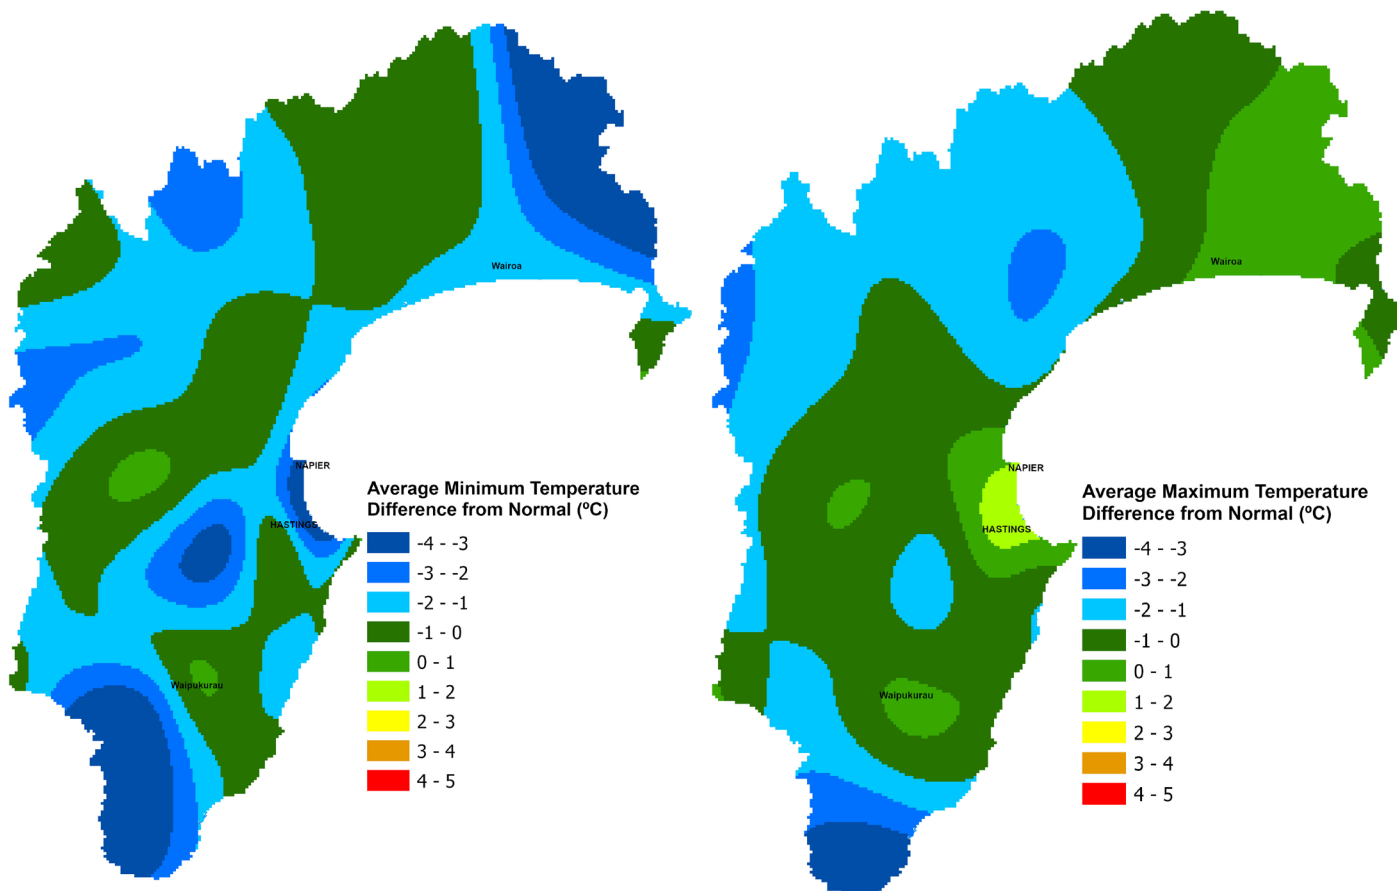 Wairoa
NAPIER
HASTINGS
Waipukurau
Average Minimum Temperature
Difference from Normal (ºC)
-4 - -3
-3 - -2
-2 - -1
-1 - 0
0 - 1
1 - 2
2 - 3
3 - 4
4 - 5
Wairoa
NAPIER
HASTINGS
Waipukurau
Average Maximum Temperature
Difference from Normal (ºC)
-4 - -3
-3 - -2
-2 - -1
-1 - 0
0 - 1
1 - 2
2 - 3
3 - 4
4 - 5